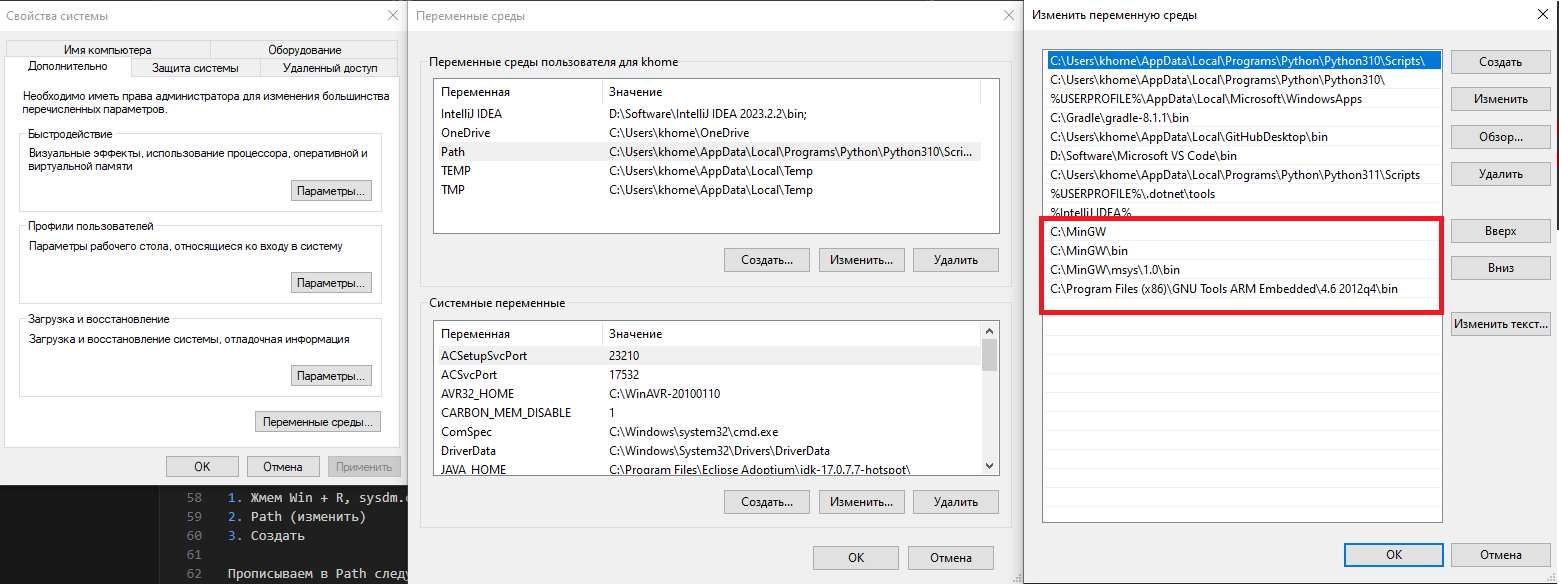 Свойства системы
Имя компьютера
Оборудование
Дополнительно
Защита системы
Удаленный доступ
Необходимо иметь права администратора для изменения большинства
перечисленных параметров.
Быстродействие
Визуальные эффекты, использование процессора, оперативной и
виртуальной памяти
Параметры...
Профили пользователей
Параметры рабочего стола, относящиеся ко входу в систему
Параметры...
Загрузка и восстановление
Загрузка и восстановление системы, отладочная информация
Параметры...
Переменные среды...
ОК
Отмена
Применить
58 1. Жмем Win + R, sysdm.
59 2. Path (изменить)
60 3. Создать
61
62 Прописываем в Path следу
Переменные среды
Переменные среды пользователя для khome
Переменная Значение
IntelliJ IDEA D:\Software\IntelliJ IDEA 2023.2.2\bin;
OneDrive C:\Users\khome\OneDrive
Path C:\Users\khome\AppData\Local\Programs\Python\Python310\Scri...
TEMP C:\Users\khome\AppData\Local\Temp
TMP C:\Users\khome\AppData\Local\Temp
Создать...
Изменить...
Удалить
Системные переменные
Переменная Значение
ACSetupSvcPort 23210
ACSvcPort 17532
AVR32_HOME C:\WinAVR-20100110
CARBON_MEM_DISABLE 1
ComSpec C:\Windows\system32\cmd.exe
DriverData C:\Windows\System32\Drivers\DriverData
JAVA_HOME C:\Program Files\Eclipse Adoptium\jdk-17.0.7.7-hotspot\
Создать...
Изменить...
Удалить
ОК
Отмена
Изменить переменную среды
C:\Users\khome\AppData\Local\Programs\Python\Python310\Scripts\
C:\Users\khome\AppData\Local\Programs\Python\Python310\
%USERPROFILE%\AppData\Local\Microsoft\WindowsApps
C:\Gradle\gradle-8.1.1\bin
C:\Users\khome\AppData\Local\GitHubDesktop\bin
D:\Software\Microsoft VS Code\bin
C:\Users\khome\AppData\Local\Programs\Python\Python311\Scripts
%USERPROFILE%\.dotnet\tools
%IntelliJ IDEA%
C:\MinGW
C:\MinGW\bin
C:\MinGW\msys\1.0\bin
C:\Program Files (x86)\GNU Tools ARM Embedded\4.6 2012q4\bin
Создать
Изменить
Обзор...
Удалить
Вверх
Вниз
Изменить текст...
ОК
Отмена